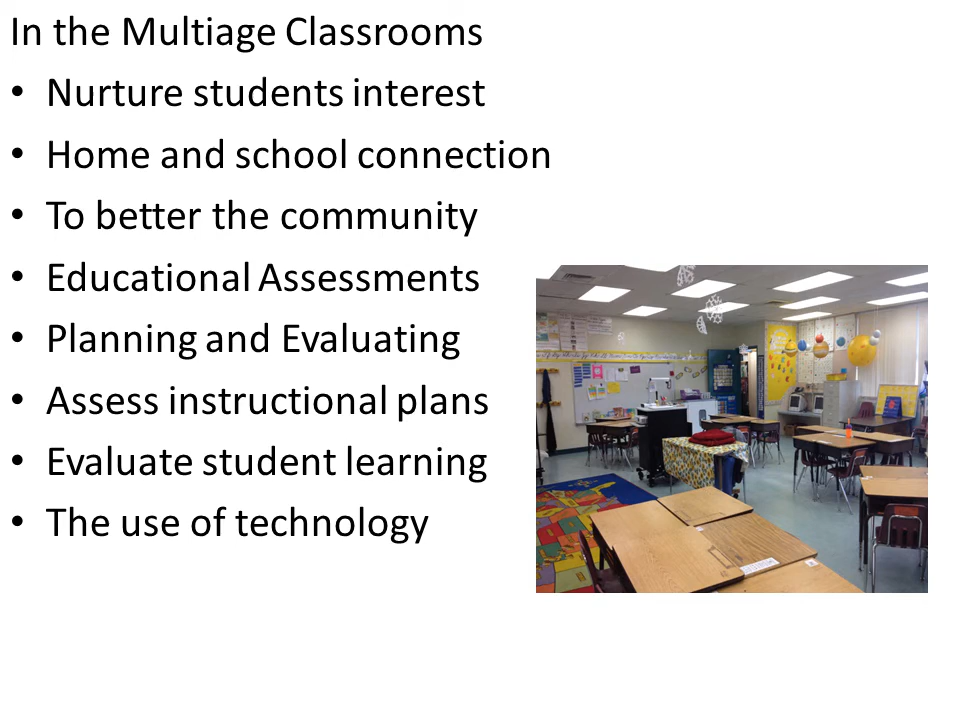 In the Multiage Classrooms
• Nurture students interest
• Home and school connection
• To better the community
• Educational Assessments
• Planning and Evaluating
• Assess instructional plans
• Evaluate student learning
• The use of technology